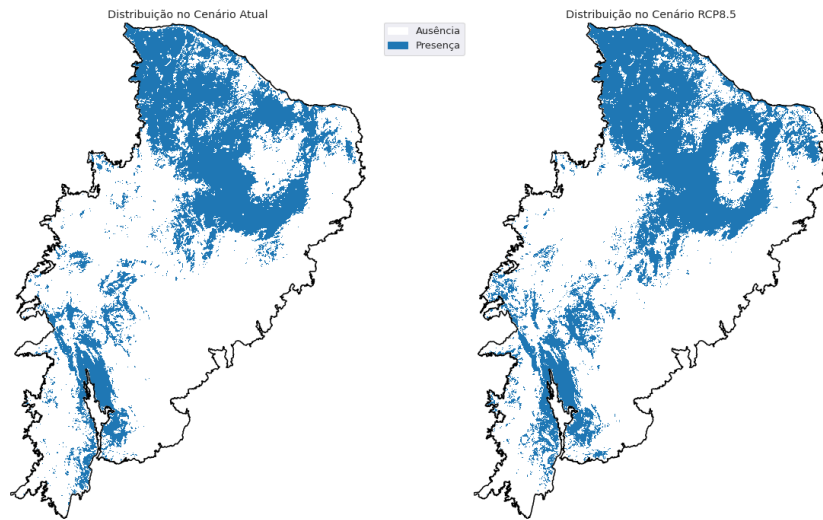 Distribuição no Cenário Atual
Ausência
Presença
Distribuição no Cenário RCP8.5